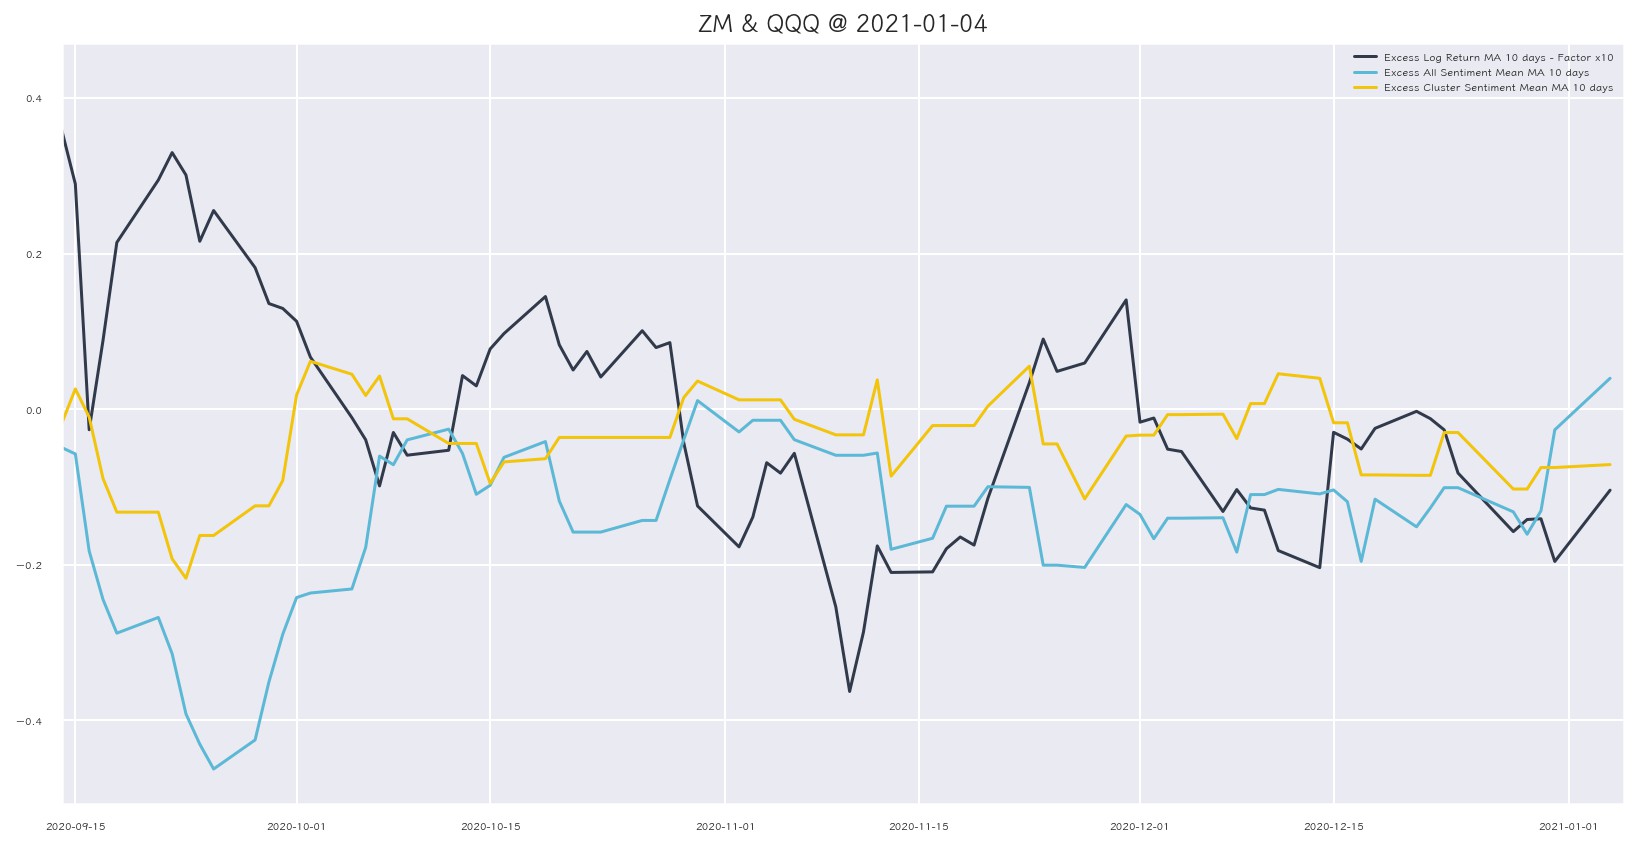 ZM & QQQ @ 2021-01-04
Excess Log Return MA 10 days - Factor x10
Excess All Sentiment Mean MA 10 days
Excess Cluster Sentiment Mean MA 10 days
0.4
0.2
0.0
−0.2
−0.4
2020-09-15 2020-10-01 2020-10-15 2020-11-01 2020-11-15 2020-12-01 2020-12-15 2021-01-01